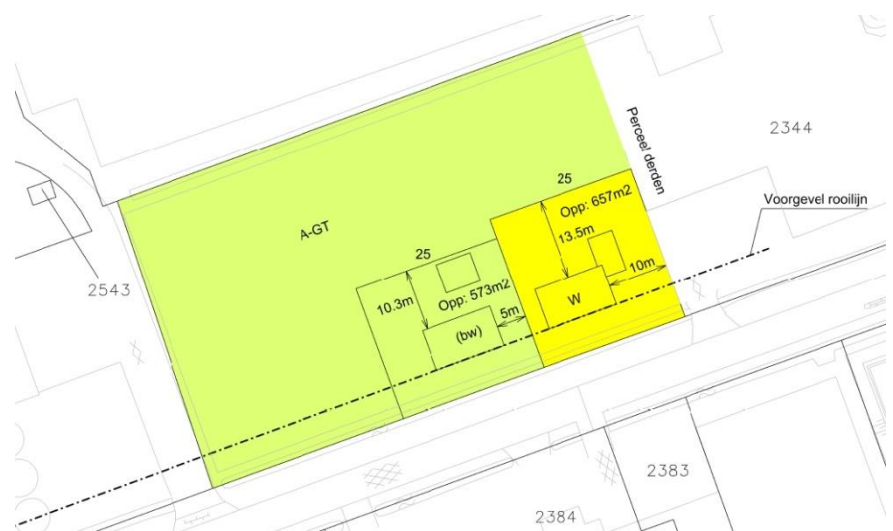 Perceel derden
2344
25
Opp: 657m2
Voorgevel rooilijn
13.5m
A-GT
25
10m
2543
10.3m
Opp: 573m2
5m
W
(bw)
2383
2384